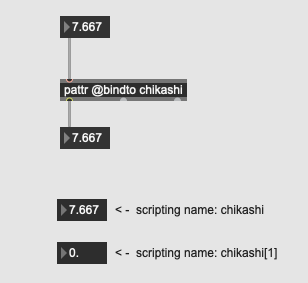 7.667
pattr @bindto chikashi
7.667
7.667 < - scripting name: chikashi
0. < - scripting name: chikashi[1]